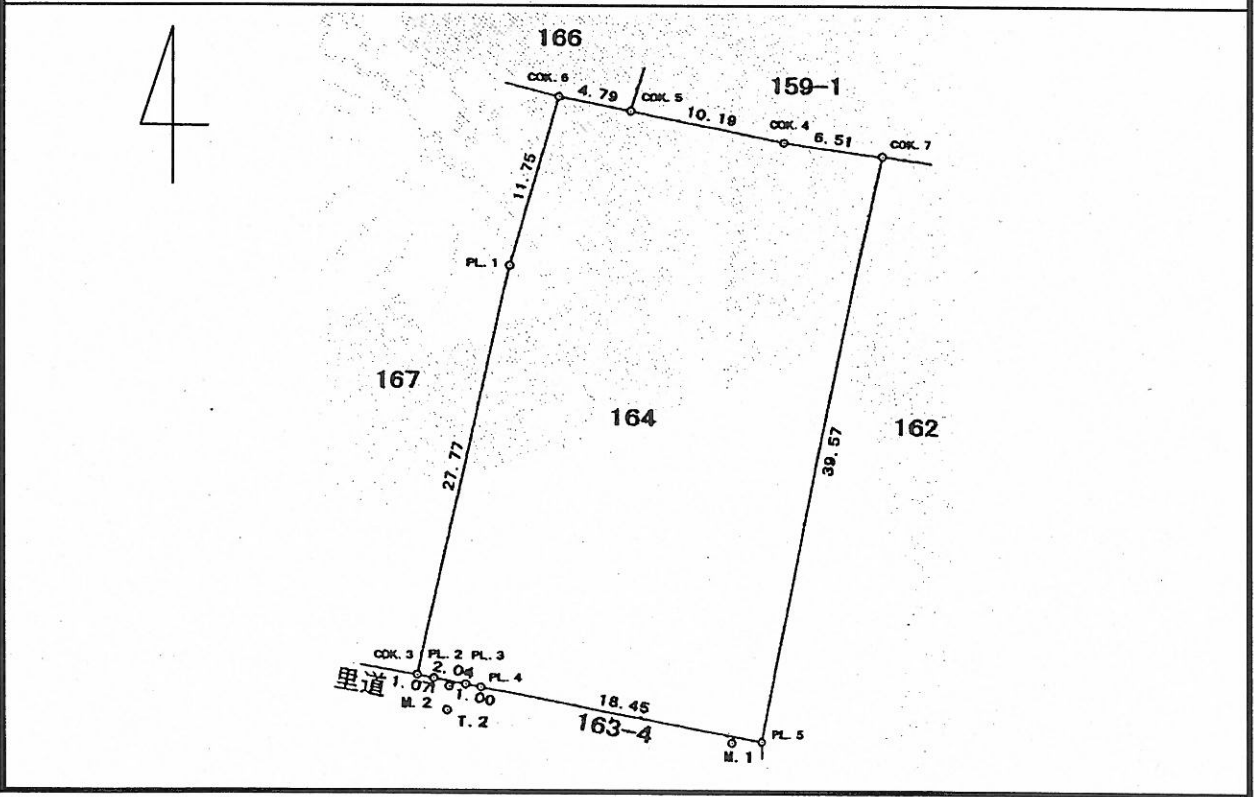 166
COK. 6
4.79
COK. 5
159-1
10.19
COK. 4
6.51
COK. 7
11.75
PL. 1
167
164
162
27.77
39.57
COK. 3
PL. 2
PL. 3
2.04
PL. 4
里道
1.07
1.00
M. 2
T. 2
18.45
163-4
PL. 5
M. 1